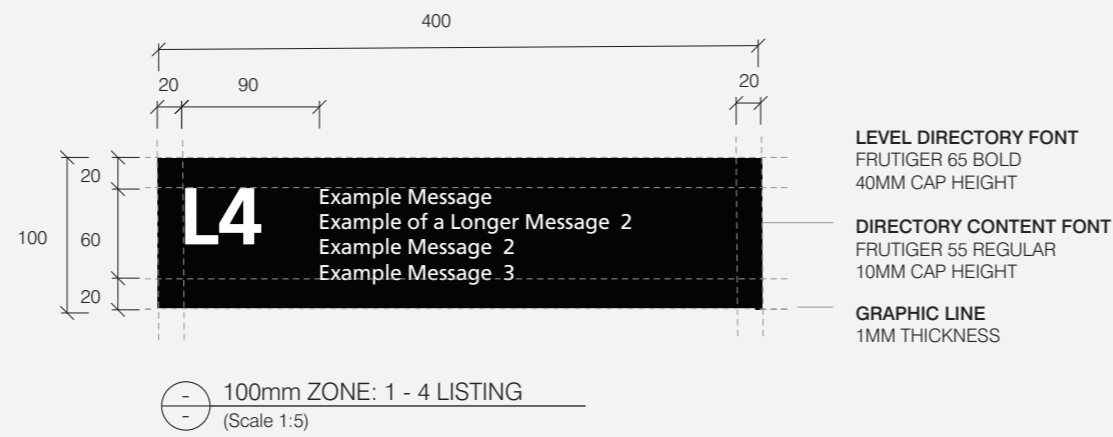 400
20
90
20
100
20
60
20
L4
Example Message
Example of a Longer Message 2
Example Message 2
Example Message 3
LEVEL DIRECTORY FONT
FRUTIGER 65 BOLD
40MM CAP HEIGHT
DIRECTORY CONTENT FONT
FRUTIGER 55 REGULAR
10MM CAP HEIGHT
GRAPHIC LINE
1MM THICKNESS
-
-
100mm ZONE: 1 - 4 LISTING
(Scale 1:5)